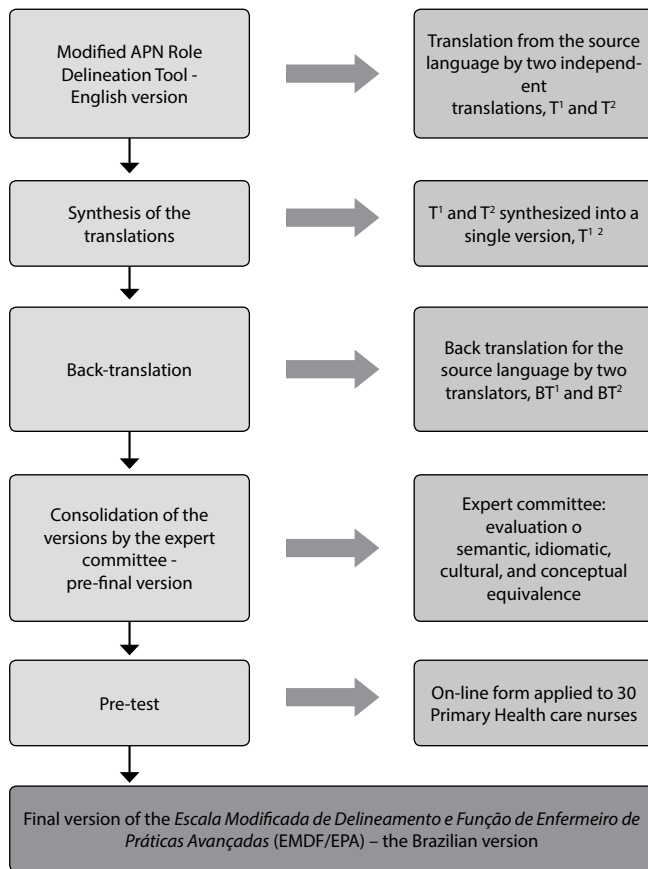 Modified APN Role
Delineation Tool -
English version
Translation from the source
language by two independ-
ent
translations, T¹ and T²
Synthesis of the
translations
T¹ and T² synthesized into a
single version, T¹ ²
Back-translation
Back translation for the
source language by two
translators, BT¹ and BT²
Consolidation of the
versions by the expert
committee -
pre-final version
Expert committee:
evaluation o
semantic, idiomatic,
cultural, and conceptual
equivalence
Pre-test
On-line form applied to 30
Primary Health care nurses
Final version of the Escala Modificada de Delineamento e Função de Enfermeiro de
Práticas Avançadas (EMDF/EPA) – the Brazilian version